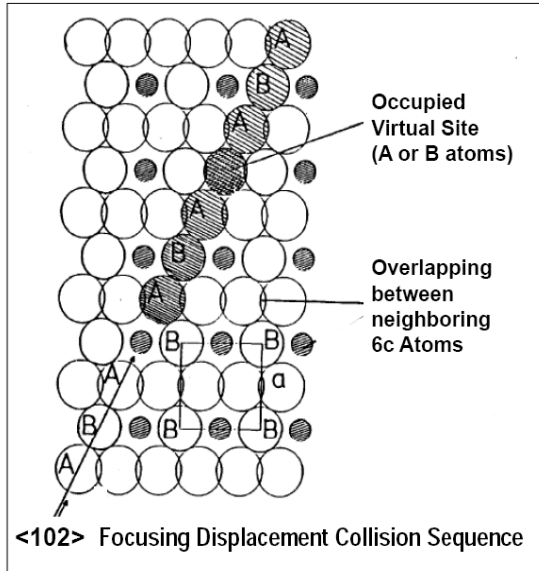 A
B
A
Occupied
Virtual Site
(A or B atoms)
A
B
Overlapping
between
neighboring
6c Atoms
A
B B
A a
B B B
A
<102> Focusing Displacement Collision Sequence